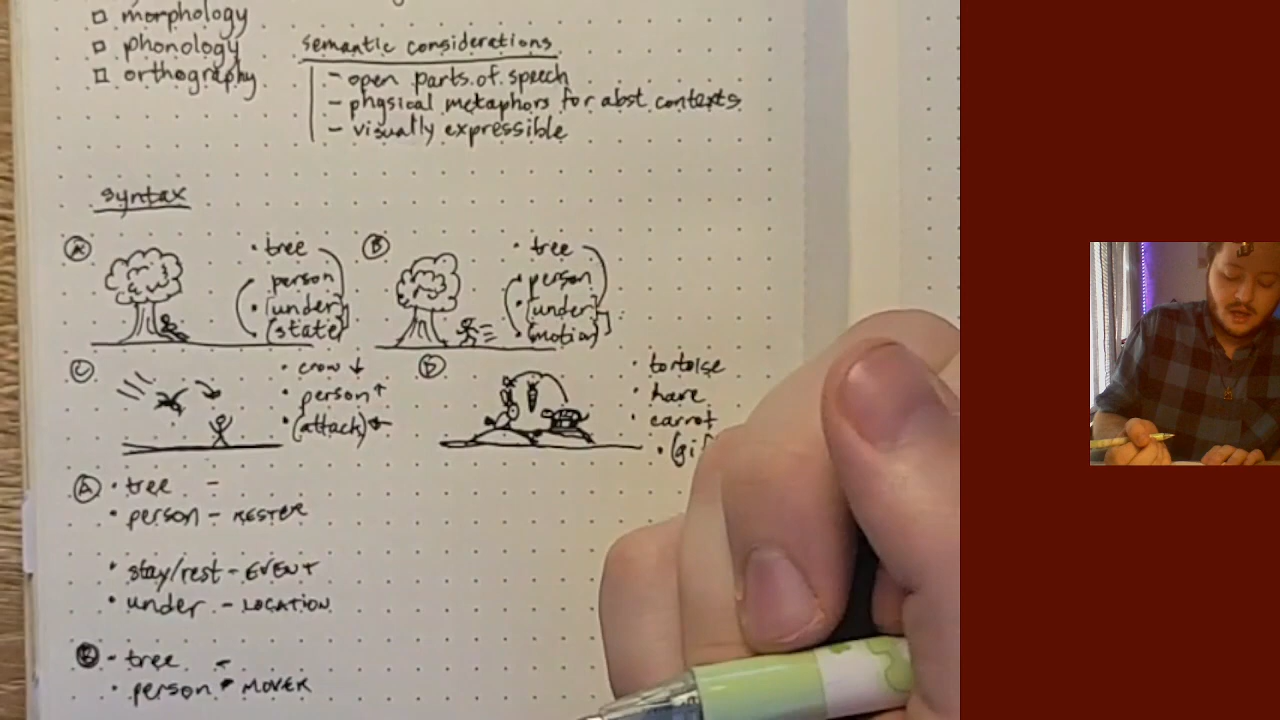 □ morphology
□ phonology
□ orthography
semantic considerations
- open parts of speech
- physical metaphors for abst contexts
- visually expressible
syntax
Ⓐ
• tree
person
• (under)
(state)
Ⓑ
• tree
• person
• (under)
• (motion)
Ⓒ
• crow ↓
• person ↑
• (attack) ←
Ⓓ
• tortoise
• hare
• carrot
• (gi
Ⓐ • tree -
• person - RESTER
• stay/rest - EVENT
• under - LOCATION
Ⓑ - tree -
• person - MOVER